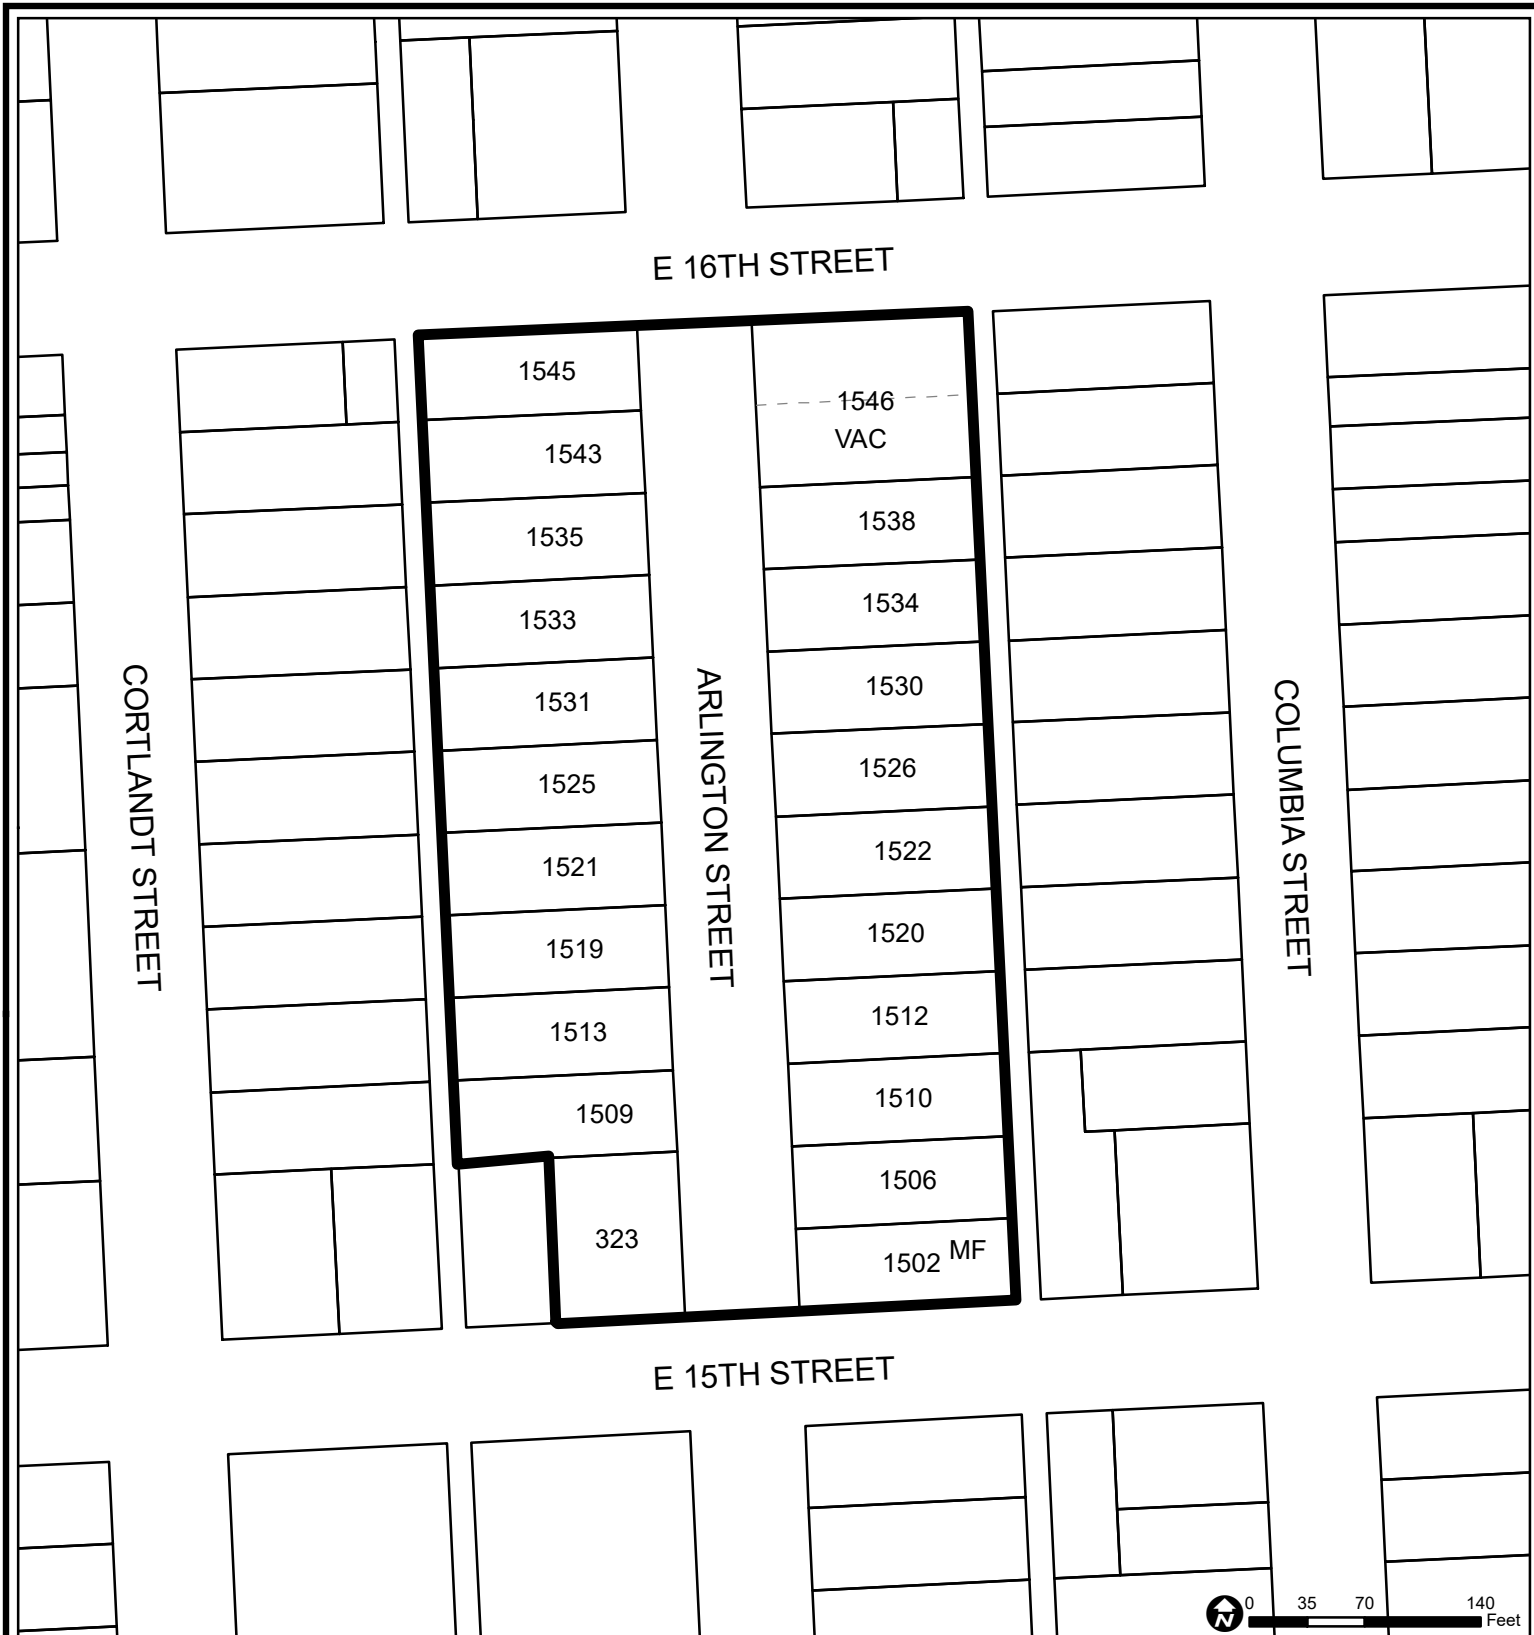 E 16TH STREET
1545
1546
VAC
1543
1538
1535
1534
1533
1530
1531
1526
1525
1522
1521
1520
1519
1512
1513
1510
1509
1506
323
1502 MF
CORTLANDT STREET
ARLINGTON STREET
COLUMBIA STREET
E 15TH STREET
N
0 35 70 140
Feet